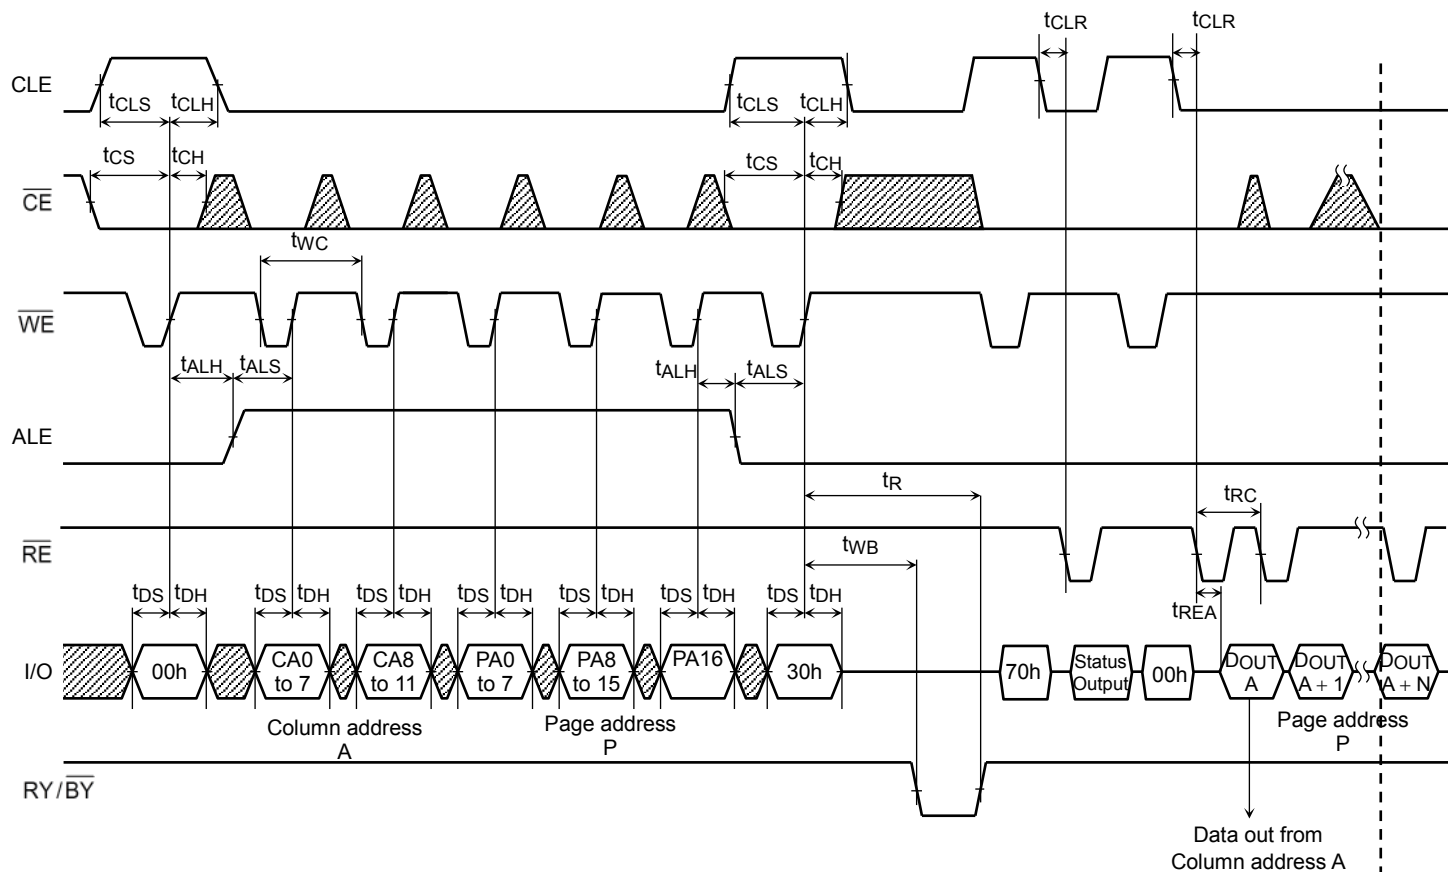 tCLR tCLR
CLE
tCLS tCLH tCLS tCLH
tCS tCH tCS tCH
CE
tWC
WE
tALH tALS tALH tALS
ALE
tR
tRC
RE
tWB
tDS tDH tDS tDH tDS tDH tDS tDH tDS tDH tDS tDH tDS tDH
tREA
I/O
00h
CA0
to 7
CA8
to 11
PA0
to 7
PA8
to 15
PA16
30h
70h
Status
Output
00h
DOUT
A
DOUT
A + 1
DOUT
A + N
Column address
A
Page address
P
Page address
P
RY/BY
Data out from
Column address A